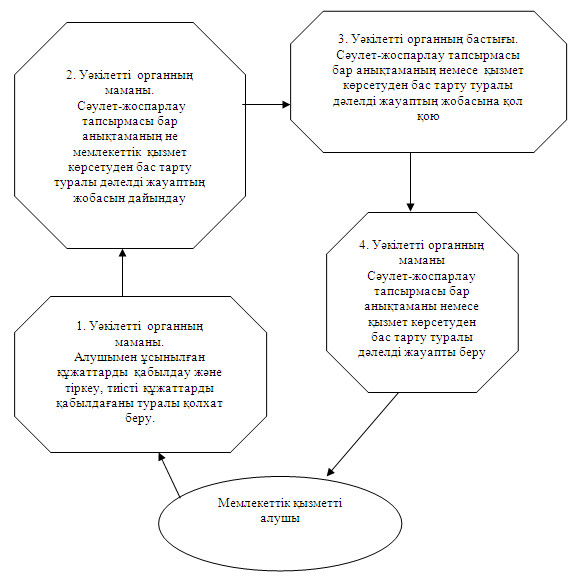 1. Уәкілетті органның
маманы.
Алушымен ұсынылған
құжаттарды қабылдау және
тіркеу, тиісті құжаттарды
қабылдағаны туралы қолхат
беру.
2. Уәкілетті органның
маманы.
Сәулет-жоспарлау
тапсырмасы бар
анықтаманың не
мемлекеттік қызмет
көрсетуден бас тарту
туралы дәлелді жауаптың
жобасын дайындау
3. Уәкілетті органның бастығы.
Сәулет-жоспарлау тапсырмасы
бар анықтаманың немесе қызмет
көрсетуден бас тарту туралы
дәлелді жауаптың жобасына қол
қою
4. Уәкілетті органның
маманы
Сәулет-жоспарлау
тапсырмасы бар
анықтаманы немесе
қызмет көрсетуден
бас тарту туралы
дәлелді жауапты беру
Мемлекеттік қызметті
алушы